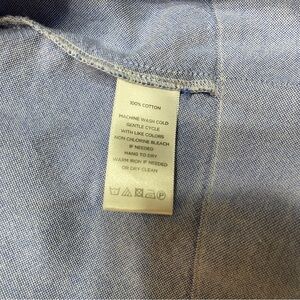 100% COTTON
MACHINE WASH COLD
GENTLE CYCLE
WITH LIKE COLORS
NON CHLORINE BLEACH
IF NEEDED
HANG TO DRY
WARM IRON IF NEEDED
OR DRY CLEAN